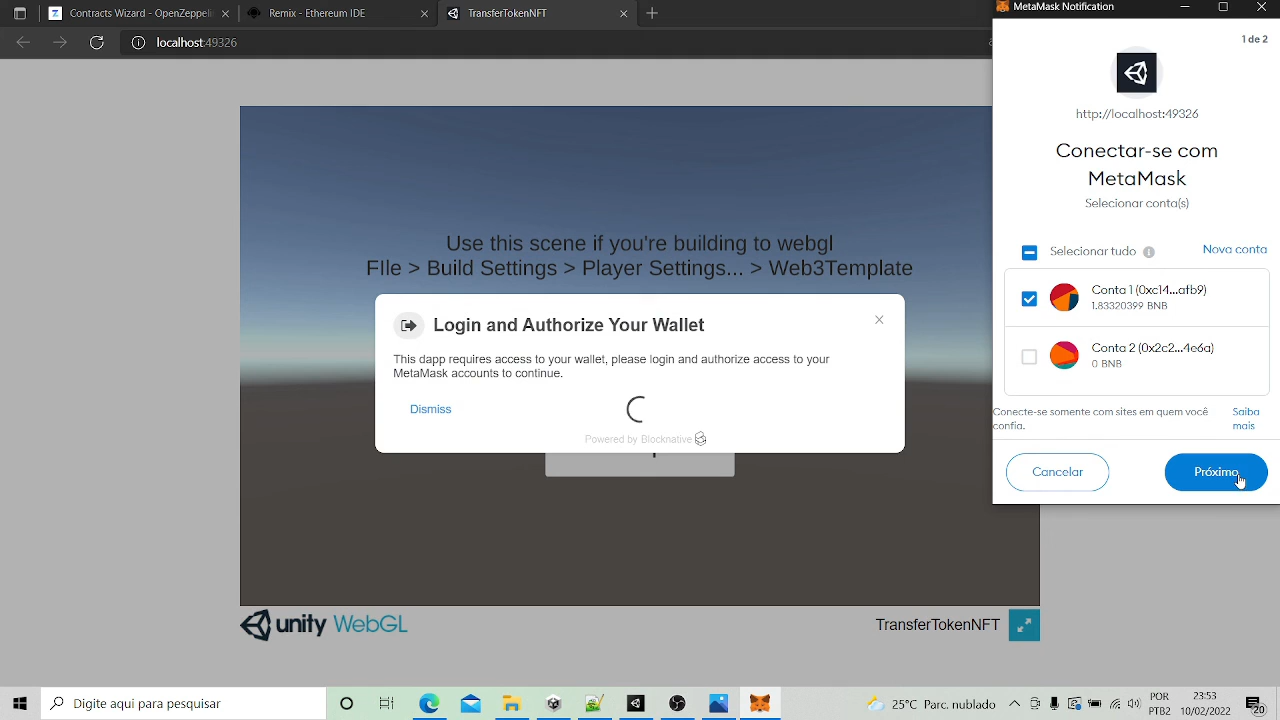 Contracts Wizard - OpenZeppeli
Remix - Ethereum IDE
TransferTokenNFT
MetaMask Notification
localhost:49326
1 de 2
http://localhost:49326
Conectar-se com
MetaMask
Selecionar conta(s)
Selecionar tudo
Nova conta
Conta 1 (0xc14...afb9)
1.83320399 BNB
Conta 2 (0x2c2...4e6a)
0 BNB
Conecte-se somente com sites em quem você
confia.
Saiba
mais
Cancelar
Próximo
Use this scene if you're building to webgl
FIle > Build Settings > Player Settings... > Web3Template
Login and Authorize Your Wallet
This dapp requires access to your wallet, please login and authorize access to your
MetaMask accounts to continue.
Dismiss
Powered by Blocknative
unity WebGL
TransferTokenNFT
Digite aqui para pesquisar
25°C Parc. nublado
POR
PTB2
23:53
10/02/2022
20